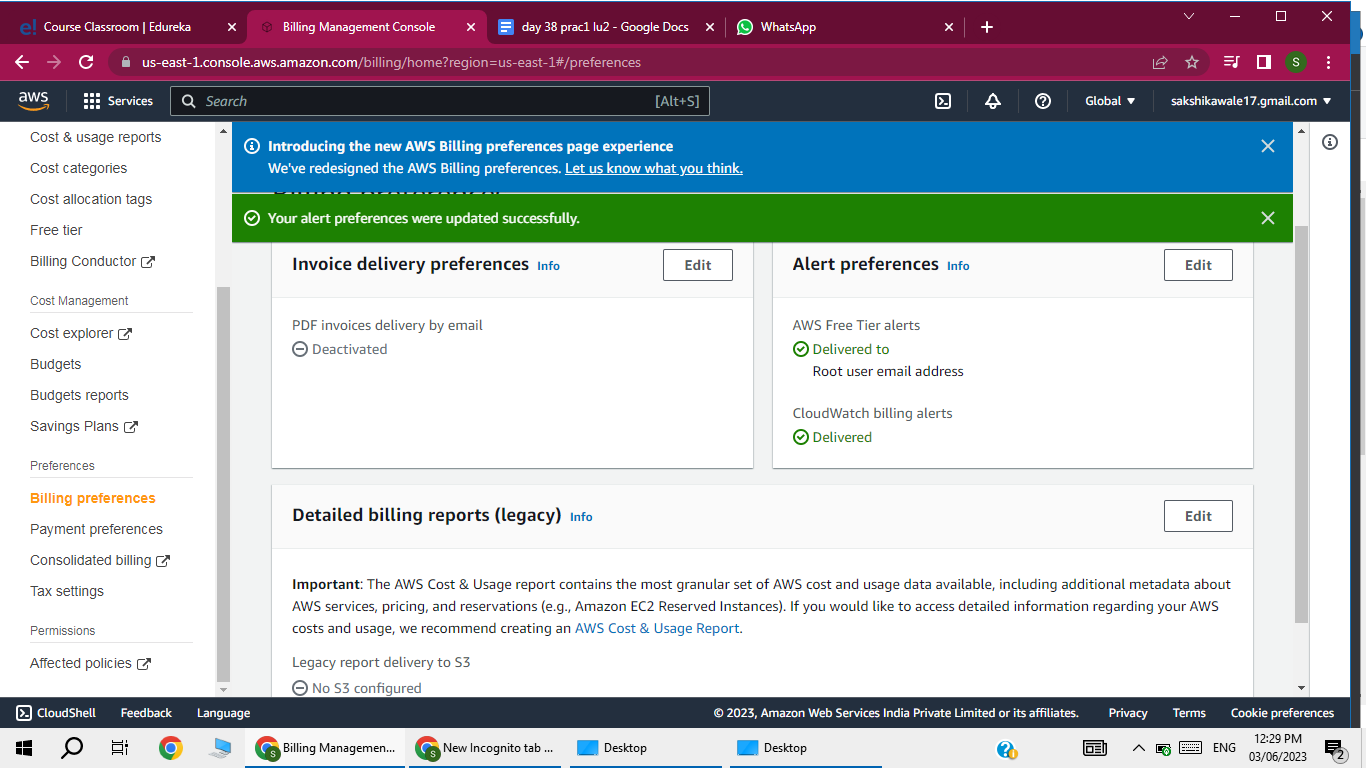 Course Classroom | Edureka
Billing Management Console
day 38 prac1 lu2 - Google Docs
WhatsApp
us-east-1.console.aws.amazon.com/billing/home?region=us-east-1#/preferences
S
aws
Services
Search
[Alt+S]
Global
sakshikawale17.gmail.com
Cost & usage reports
Cost categories
Cost allocation tags
Free tier
Billing Conductor
Cost Management
Cost explorer
Budgets
Budgets reports
Savings Plans
Preferences
Billing preferences
Payment preferences
Consolidated billing
Tax settings
Permissions
Affected policies
Introducing the new AWS Billing preferences page experience
We've redesigned the AWS Billing preferences. Let us know what you think.
Your alert preferences were updated successfully.
Invoice delivery preferences Info
Edit
PDF invoices delivery by email
Deactivated
Alert preferences Info
Edit
AWS Free Tier alerts
Delivered to
Root user email address
CloudWatch billing alerts
Delivered
Detailed billing reports (legacy) Info
Edit
Important: The AWS Cost & Usage report contains the most granular set of AWS cost and usage data available, including additional metadata about
AWS services, pricing, and reservations (e.g., Amazon EC2 Reserved Instances). If you would like to access detailed information regarding your AWS
costs and usage, we recommend creating an AWS Cost & Usage Report.
Legacy report delivery to S3
No S3 configured
CloudShell
Feedback
Language
© 2023, Amazon Web Services India Private Limited or its affiliates.
Privacy
Terms
Cookie preferences
Billing Managemen...
New Incognito tab ...
Desktop
Desktop
ENG
12:29 PM
03/06/2023
2